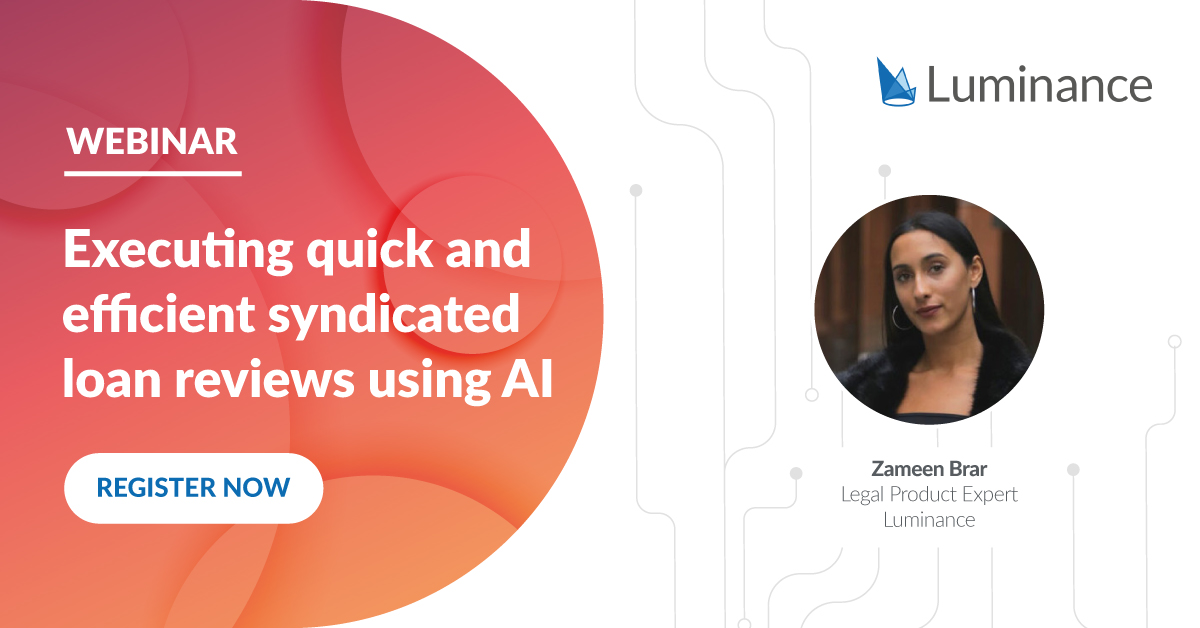 WEBINAR
Executing quick and
efficient syndicated
loan reviews using AI
REGISTER NOW
Luminance
Zameen Brar
Legal Product Expert
Luminance